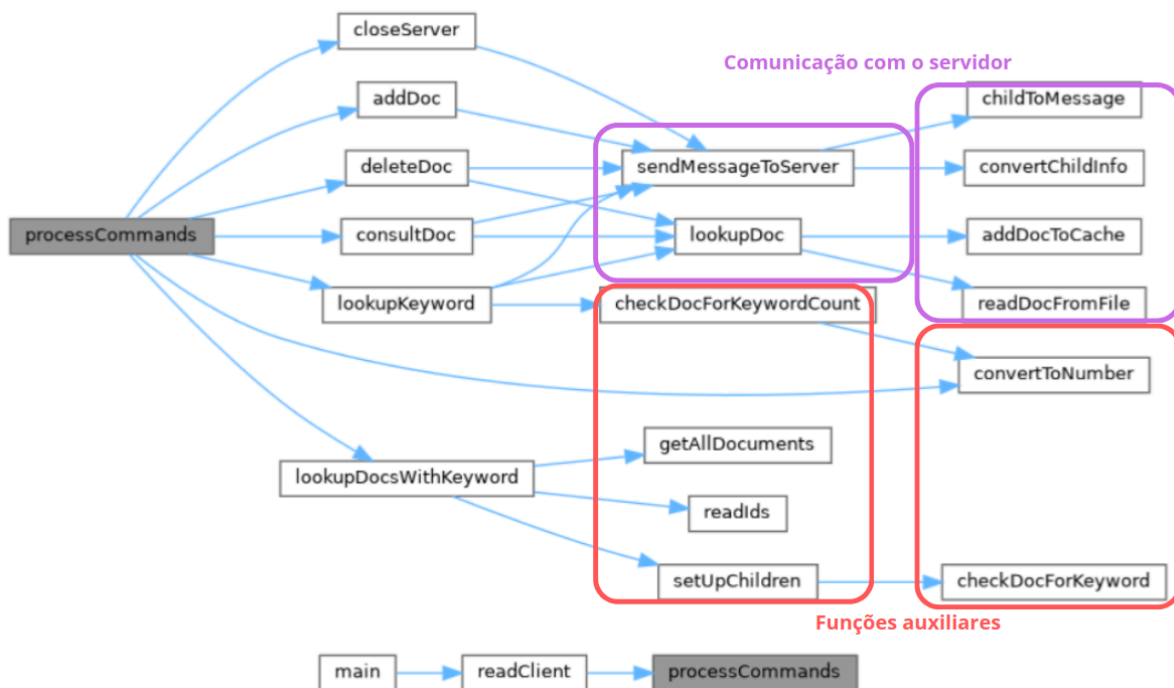 closeServer
Comunicação com o servidor
addDoc
childToMessage
deleteDoc
sendMessageToServer
convertChildInfo
processCommands
consultDoc
lookupDoc
addDocToCache
lookupKeyword
checkDocForKeywordCount
readDocFromFile
convertToNumber
getAllDocuments
lookupDocsWithKeyword
readIds
setUpChildren
checkDocForKeyword
Funções auxiliares
main
readClient
processCommands